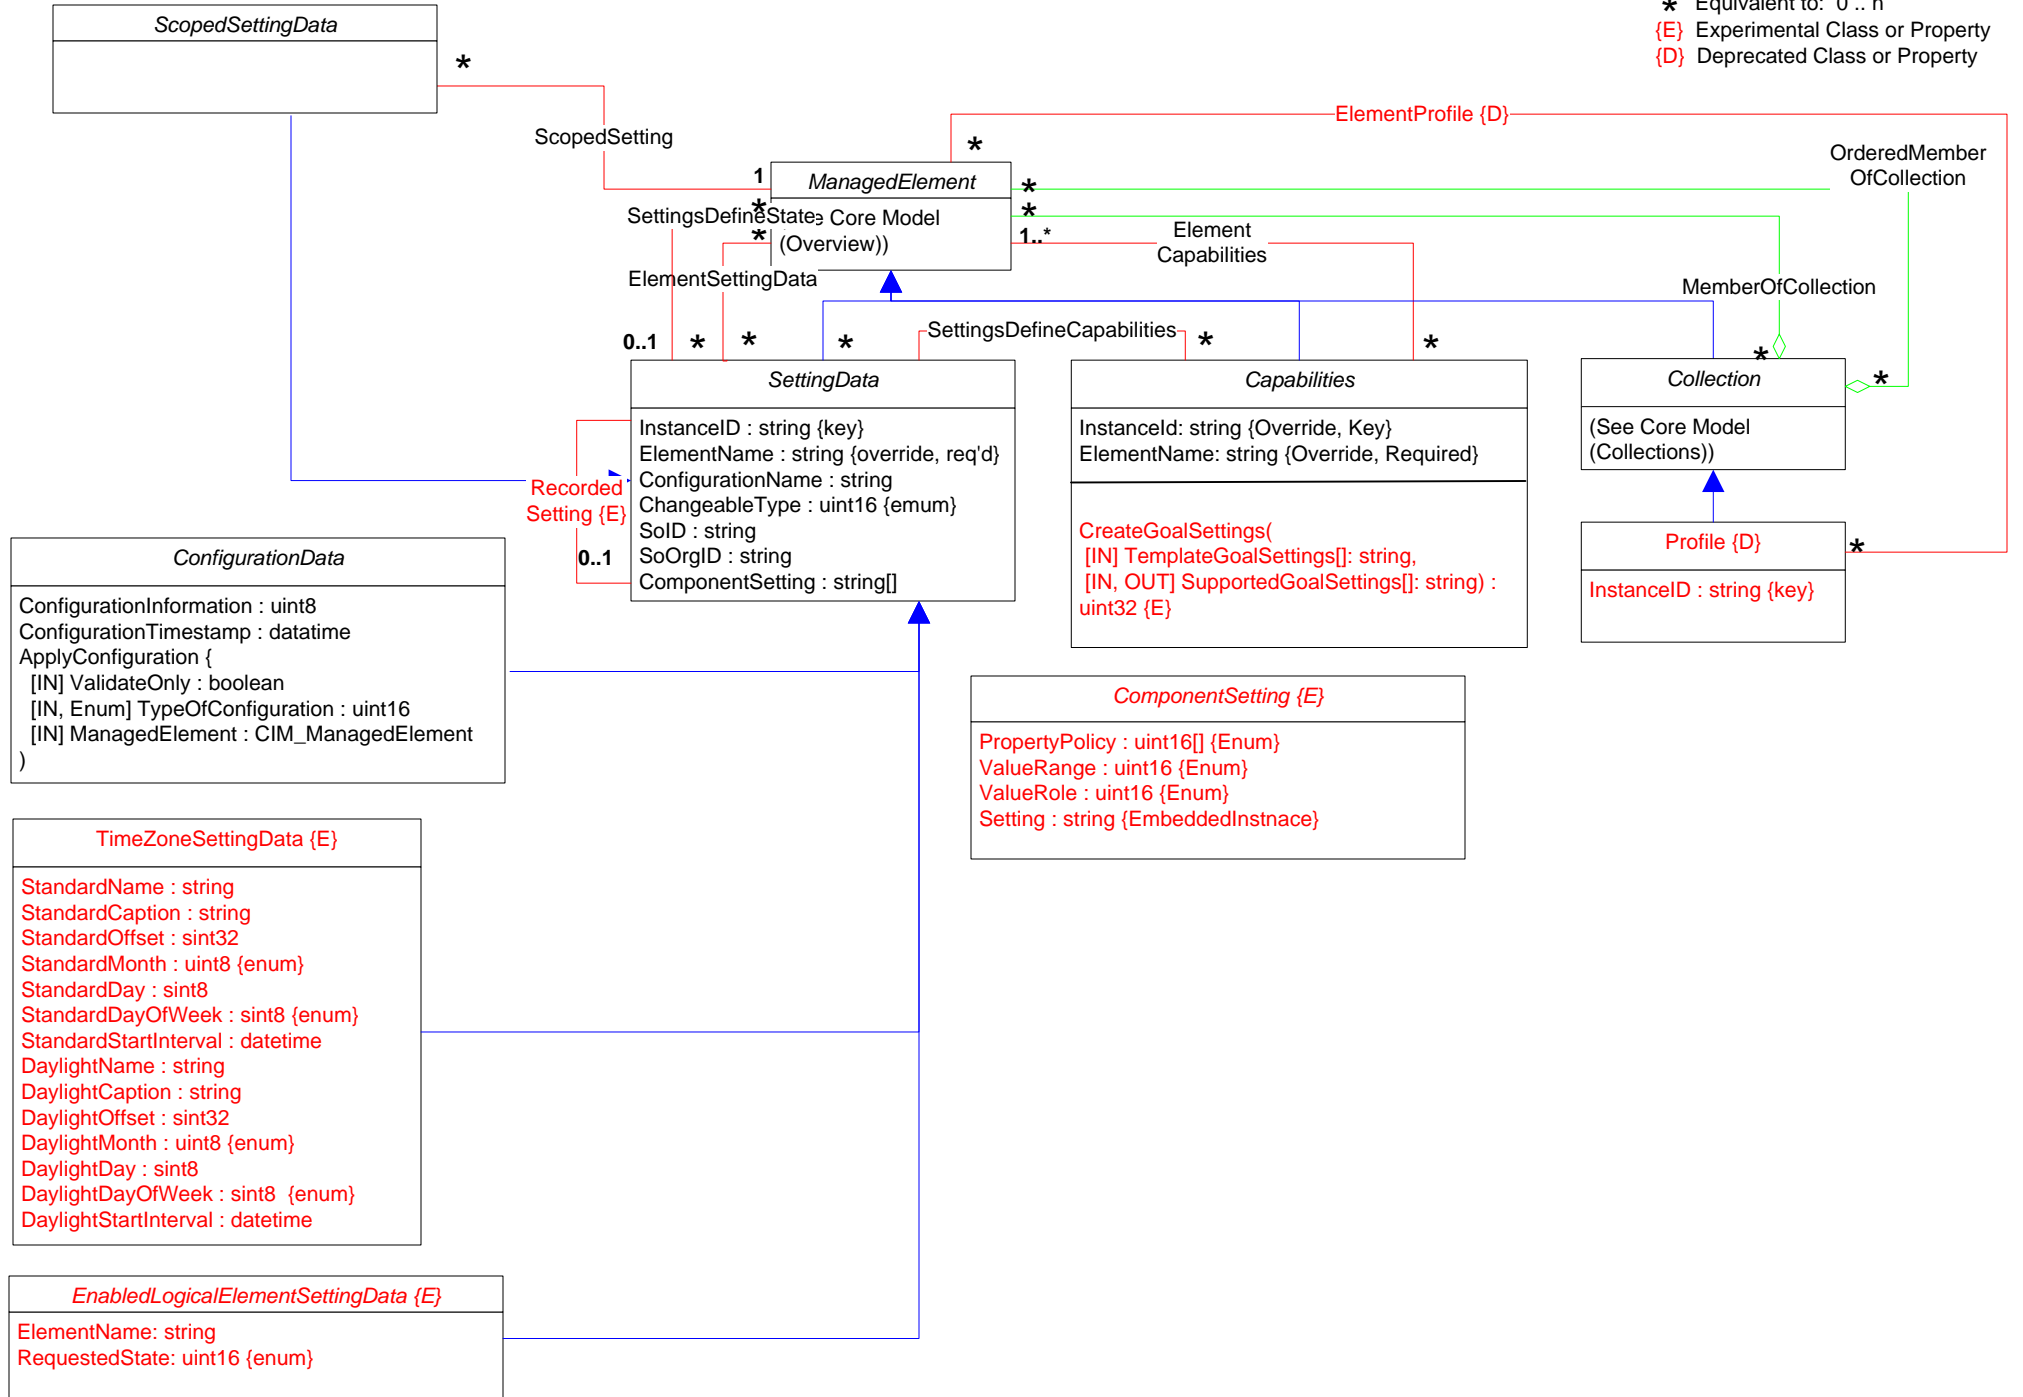 ScopedSettingData
*
ScopedSetting
* Equivalent to: 0 .. n
{E} Experimental Class or Property
{D} Deprecated Class or Property
ElementProfile {D}
*
OrderedMember
OfCollection
1
ManagedElement
*
*
SettingsDefineState
e Core Model
(Overview))
*
*
1..*
Element
Capabilities
ElementSettingData
MemberOfCollection
SettingsDefineCapabilities
0..1
*
*
*
*
*
*
*
SettingData
InstanceID : string {key}
ElementName : string {override, req'd}
ConfigurationName : string
ChangeableType : uint16 {emum}
SoID : string
SoOrgID : string
ComponentSetting : string[]
Recorded
Setting {E}
0..1
Capabilities
InstanceId: string {Override, Key}
ElementName: string {Override, Required}
CreateGoalSettings(
[IN] TemplateGoalSettings[]: string,
[IN, OUT] SupportedGoalSettings[]: string) :
uint32 {E}
Collection
(See Core Model
(Collections))
Profile {D}
*
InstanceID : string {key}
ConfigurationData
ConfigurationInformation : uint8
ConfigurationTimestamp : datatime
ApplyConfiguration {
[IN] ValidateOnly : boolean
[IN, Enum] TypeOfConfiguration : uint16
[IN] ManagedElement : CIM_ManagedElement
)
ComponentSetting {E}
PropertyPolicy : uint16[] {Enum}
ValueRange : uint16 {Enum}
ValueRole : uint16 {Enum}
Setting : string {EmbeddedInstnace}
TimeZoneSettingData {E}
StandardName : string
StandardCaption : string
StandardOffset : sint32
StandardMonth : uint8 {enum}
StandardDay : sint8
StandardDayOfWeek : sint8 {enum}
StandardStartInterval : datetime
DaylightName : string
DaylightCaption : string
DaylightOffset : sint32
DaylightMonth : uint8 {enum}
DaylightDay : sint8
DaylightDayOfWeek : sint8 {enum}
DaylightStartInterval : datetime
EnabledLogicalElementSettingData {E}
ElementName: string
RequestedState: uint16 {enum}